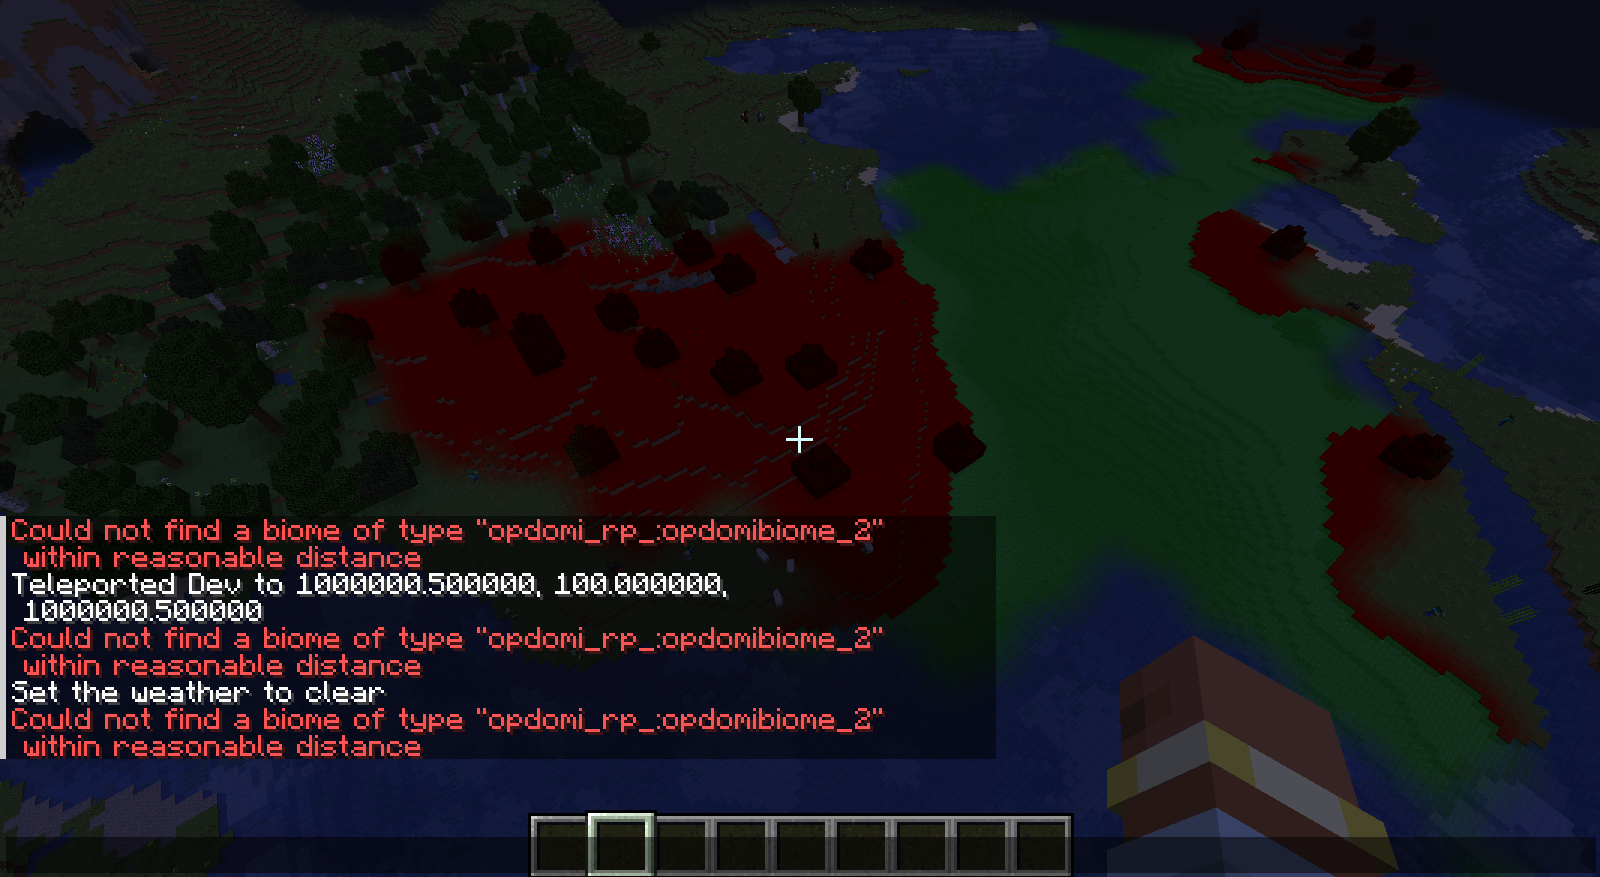 Could not find a biome of type "opdomi_rp_:opdomibiome_2"
within reasonable distance
Teleported Dev to 1000000.500000, 100.000000,
1000000.500000
Could not find a biome of type "opdomi_rp_:opdomibiome_2"
within reasonable distance
Set the weather to clear
Could not find a biome of type "opdomi_rp_:opdomibiome_2"
within reasonable distance